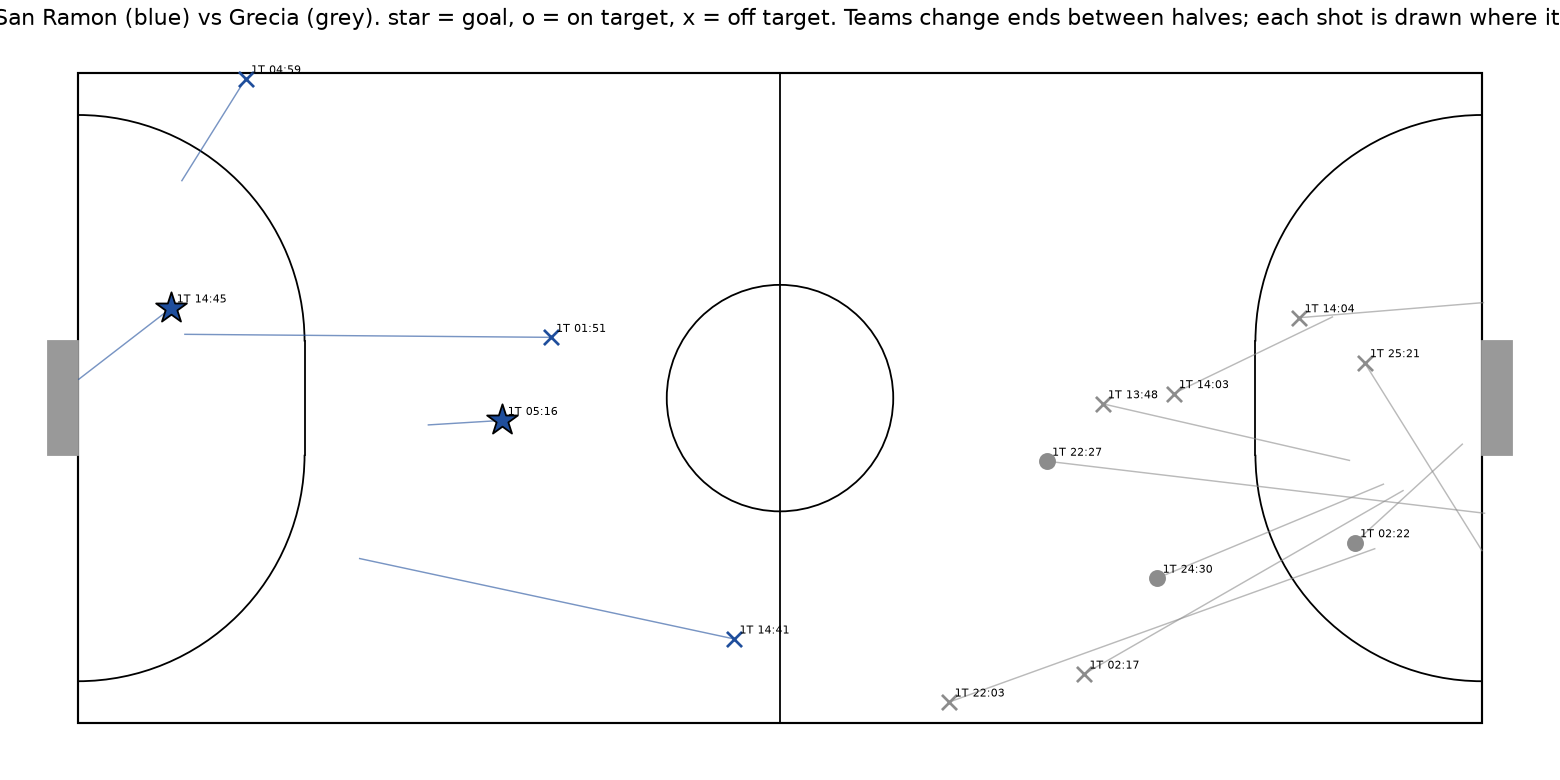 San Ramon (blue) vs Grecia (grey). star = goal, o = on target, x = off target. Teams change ends between halves; each shot is drawn where it
1T 04:59
1T 14:45
1T 01:51
1T 05:16
1T 14:41
1T 14:04
1T 25:21
1T 14:03
1T 13:48
1T 22:27
1T 02:22
1T 24:30
1T 02:17
1T 22:03